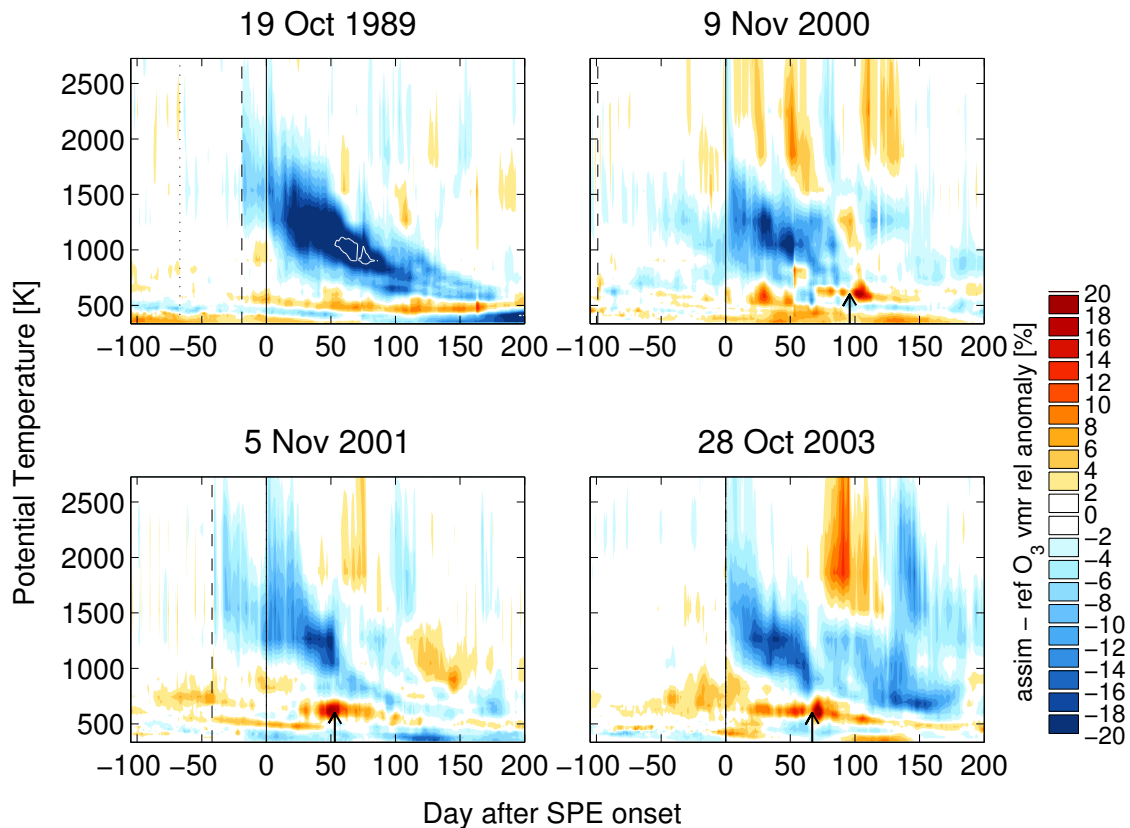 19 Oct 1989
9 Nov 2000
2500
2000
1500
1000
500
−100 −50 0 50 100 150 200
−100 −50 0 50 100 150 200
5 Nov 2001
28 Oct 2003
2500
2000
1500
1000
500
−100 −50 0 50 100 150 200
−100 −50 0 50 100 150 200
Potential Temperature [K]
Day after SPE onset
assim − ref O3 vmr rel anomaly [%]
20
18
16
14
12
10
8
6
4
2
0
−2
−4
−6
−8
−10
−12
−14
−16
−18
−20